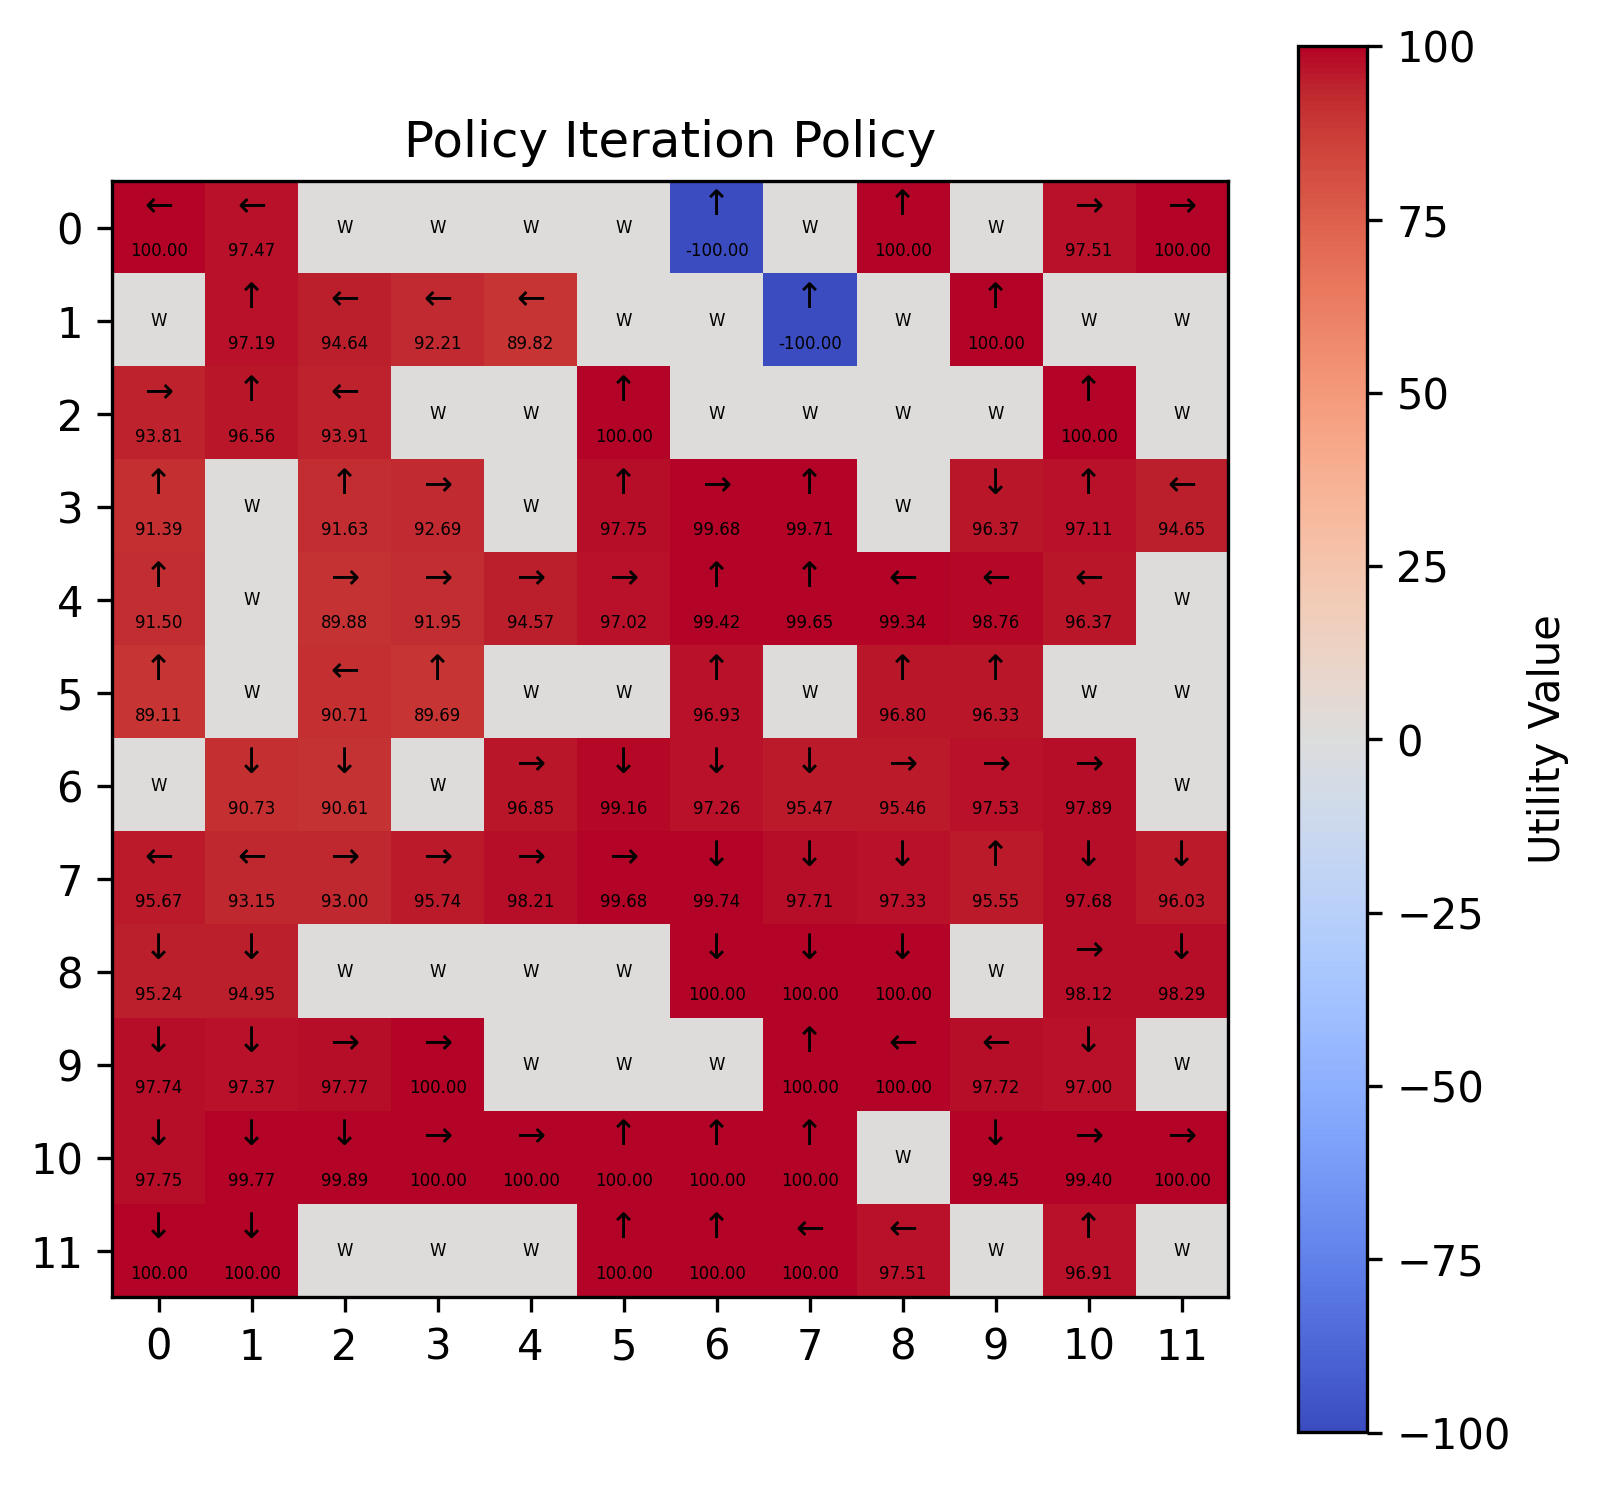 Policy Iteration Policy
0 ← ← W W W W ↑ W ↑ W → →
100.00 97.47 -100.00 100.00 97.51 100.00
1 W ↑ ← ← ← W W ↑ W ↑ W W
97.19 94.64 92.21 89.82 -100.00 100.00
2 → ↑ ← W W ↑ W W W W ↑ W
93.81 96.56 93.91 100.00 100.00
3 ↑ W ↑ → W ↑ → ↑ W ↓ ↑ ←
91.39 91.63 92.69 97.75 99.68 99.71 96.37 97.11 94.65
4 ↑ W → → → → ↑ ↑ ← ← ← W
91.50 89.88 91.95 94.57 97.02 99.42 99.65 99.34 98.76 96.37
5 ↑ W ← ↑ W W ↑ W ↑ ↑ W W
89.11 90.71 89.69 96.93 96.80 96.33
6 W ↓ ↓ W → ↓ ↓ ↓ → → → W
90.73 90.61 96.85 99.16 97.26 95.47 95.46 97.53 97.89
7 ← ← → → → → ↓ ↓ ↓ ↑ ↓ ↓
95.67 93.15 93.00 95.74 98.21 99.68 99.74 97.71 97.33 95.55 97.68 96.03
8 ↓ ↓ W W W W ↓ ↓ ↓ W → ↓
95.24 94.95 100.00 100.00 100.00 98.12 98.29
9 ↓ ↓ → → W W W ↑ ← ← ↓ W
97.74 97.37 97.77 100.00 100.00 100.00 97.72 97.00
10 ↓ ↓ ↓ → → ↑ ↑ ↑ W ↓ → →
97.75 99.77 99.89 100.00 100.00 100.00 100.00 100.00 99.45 99.40 100.00
11 ↓ ↓ W W W ↑ ↑ ← ← W ↑ W
100.00 100.00 100.00 100.00 100.00 97.51 96.91
0 1 2 3 4 5 6 7 8 9 10 11
100
75
50
25
0
−25
−50
−75
−100
Utility Value